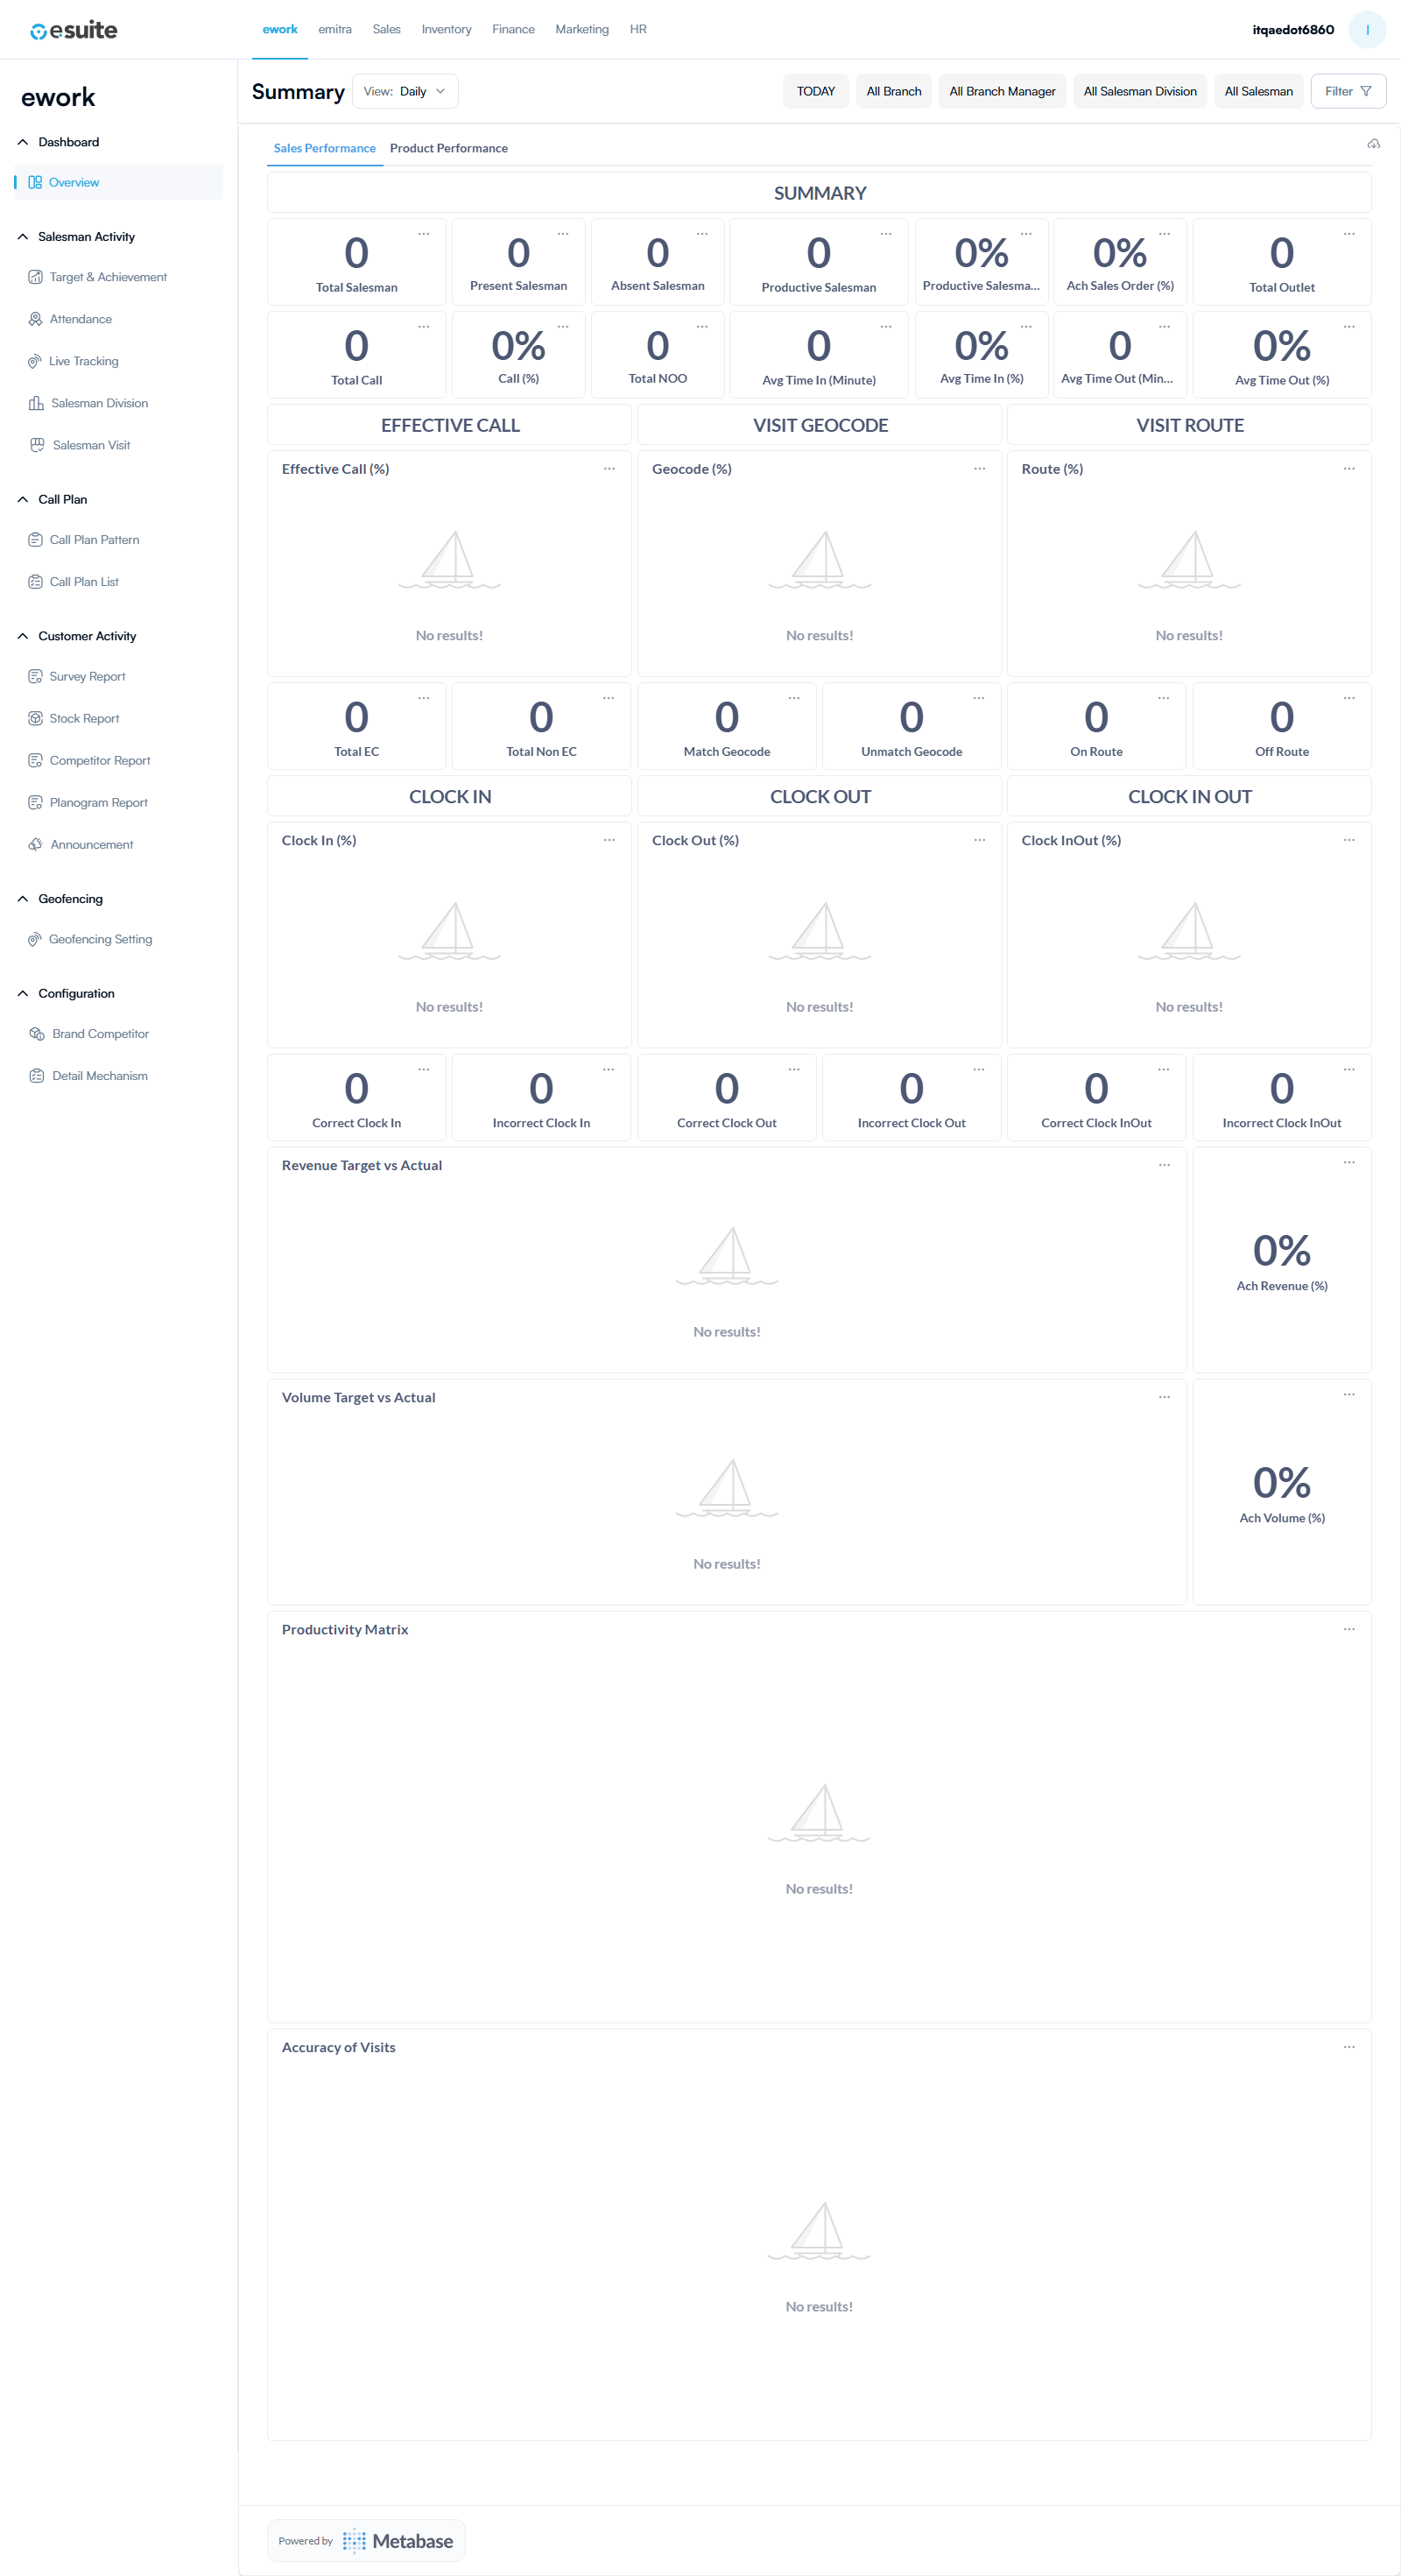 esuite
ework
emitra
Sales
Inventory
Finance
Marketing
HR
itqaedot6860
I
ework
Dashboard
Overview
Salesman Activity
Target & Achievement
Attendance
Live Tracking
Salesman Division
Salesman Visit
Call Plan
Call Plan Pattern
Call Plan List
Customer Activity
Survey Report
Stock Report
Competitor Report
Planogram Report
Announcement
Geofencing
Geofencing Setting
Configuration
Brand Competitor
Detail Mechanism
Summary
View: Daily
TODAY
All Branch
All Branch Manager
All Salesman Division
All Salesman
Filter
Sales Performance
Product Performance
SUMMARY
0
Total Salesman
0
Present Salesman
0
Absent Salesman
0
Productive Salesman
0%
Productive Salesma...
0%
Ach Sales Order (%)
0
Total Outlet
0
Total Call
0%
Call (%)
0
Total NOO
0
Avg Time In (Minute)
0%
Avg Time In (%)
0
Avg Time Out (Min...
0%
Avg Time Out (%)
EFFECTIVE CALL
VISIT GEOCODE
VISIT ROUTE
Effective Call (%)
No results!
Geocode (%)
No results!
Route (%)
No results!
0
Total EC
0
Total Non EC
0
Match Geocode
0
Unmatch Geocode
0
On Route
0
Off Route
CLOCK IN
CLOCK OUT
CLOCK IN OUT
Clock In (%)
No results!
Clock Out (%)
No results!
Clock InOut (%)
No results!
0
Correct Clock In
0
Incorrect Clock In
0
Correct Clock Out
0
Incorrect Clock Out
0
Correct Clock InOut
0
Incorrect Clock InOut
Revenue Target vs Actual
No results!
0%
Ach Revenue (%)
Volume Target vs Actual
No results!
0%
Ach Volume (%)
Productivity Matrix
No results!
Accuracy of Visits
No results!
Powered by Metabase